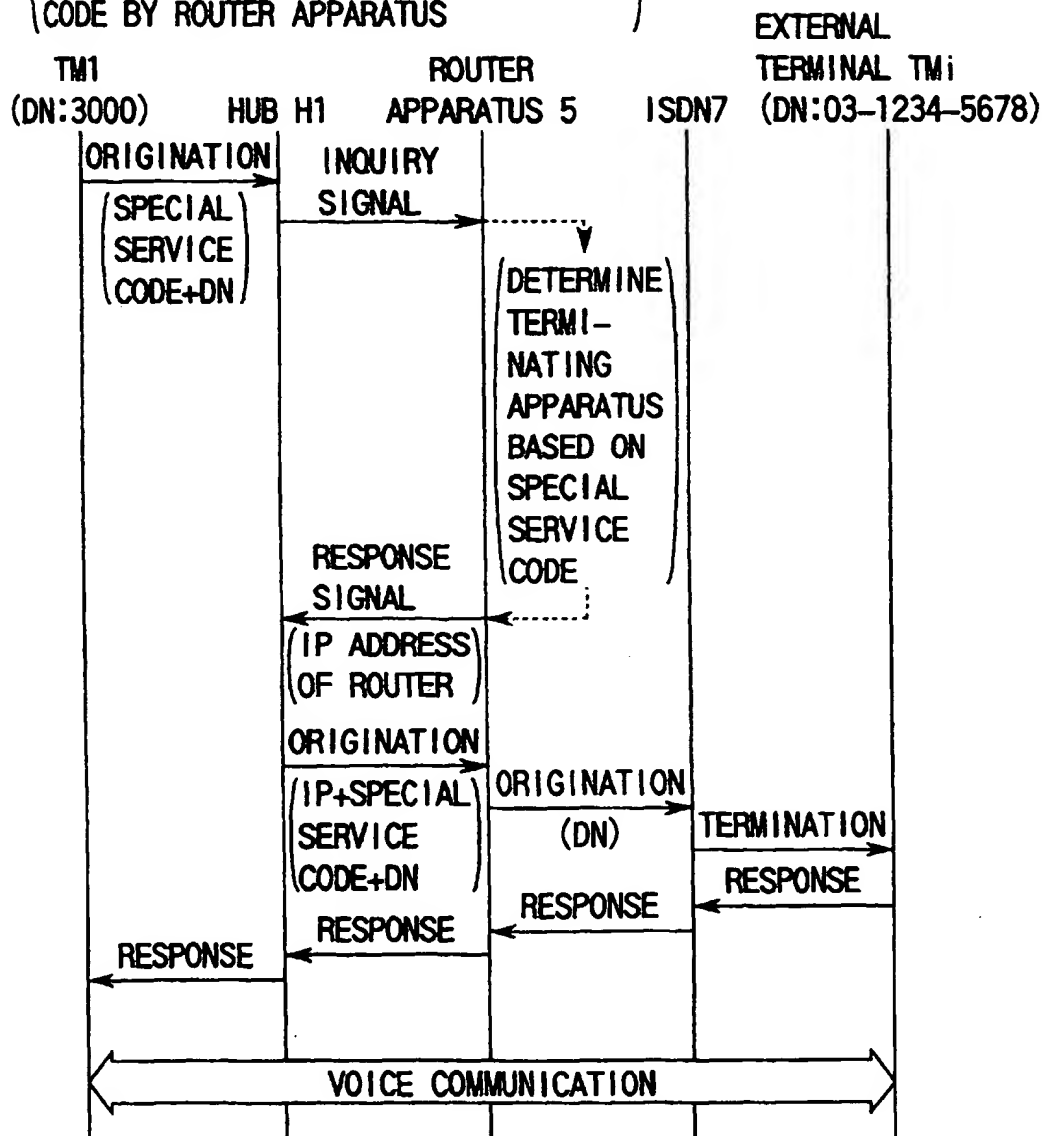 (CODE BY ROUTER APPARATUS )
EXTERNAL
TERMINAL TMi
(DN:03-1234-5678)
TM1
(DN:3000)
HUB H1
ROUTER
APPARATUS 5
ISDN7
ORIGINATION
(SPECIAL
SERVICE
CODE+DN)
INQUIRY
SIGNAL
(DETERMINE
TERMI-
NATING
APPARATUS
BASED ON
SPECIAL
SERVICE
CODE)
RESPONSE
SIGNAL
(IP ADDRESS
OF ROUTER)
ORIGINATION
(IP+SPECIAL
SERVICE
CODE+DN)
ORIGINATION
(DN)
TERMINATION
RESPONSE
RESPONSE
RESPONSE
RESPONSE
VOICE COMMUNICATION